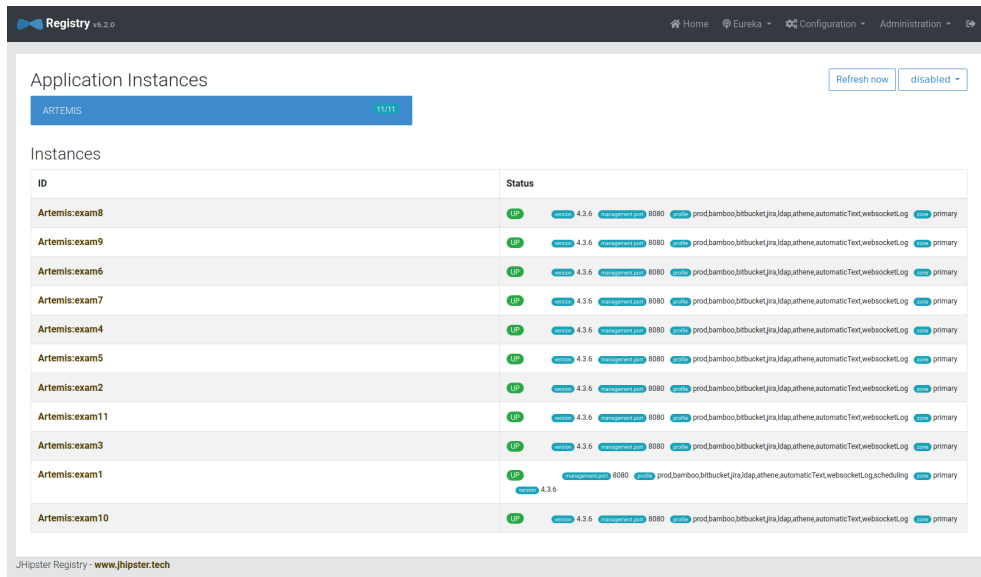 Registry v6.2.0 Home Eureka Configuration Administration
Application Instances Refresh now disabled
ARTEMIS 11/11
Instances
ID Status
Artemis:exam8 UP version 4.3.6 management.port 8080 profile prod,bamboo,bitbucket,jira,ldap,athene,automaticText,websocketLog zone primary
Artemis:exam9 UP version 4.3.6 management.port 8080 profile prod,bamboo,bitbucket,jira,ldap,athene,automaticText,websocketLog zone primary
Artemis:exam6 UP version 4.3.6 management.port 8080 profile prod,bamboo,bitbucket,jira,ldap,athene,automaticText,websocketLog zone primary
Artemis:exam7 UP version 4.3.6 management.port 8080 profile prod,bamboo,bitbucket,jira,ldap,athene,automaticText,websocketLog zone primary
Artemis:exam4 UP version 4.3.6 management.port 8080 profile prod,bamboo,bitbucket,jira,ldap,athene,automaticText,websocketLog zone primary
Artemis:exam5 UP version 4.3.6 management.port 8080 profile prod,bamboo,bitbucket,jira,ldap,athene,automaticText,websocketLog zone primary
Artemis:exam2 UP version 4.3.6 management.port 8080 profile prod,bamboo,bitbucket,jira,ldap,athene,automaticText,websocketLog zone primary
Artemis:exam11 UP version 4.3.6 management.port 8080 profile prod,bamboo,bitbucket,jira,ldap,athene,automaticText,websocketLog zone primary
Artemis:exam3 UP version 4.3.6 management.port 8080 profile prod,bamboo,bitbucket,jira,ldap,athene,automaticText,websocketLog zone primary
Artemis:exam1 UP management.port 8080 profile prod,bamboo,bitbucket,jira,ldap,athene,automaticText,websocketLog,scheduling zone primary
version 4.3.6
Artemis:exam10 UP version 4.3.6 management.port 8080 profile prod,bamboo,bitbucket,jira,ldap,athene,automaticText,websocketLog zone primary
JHipster Registry - www.jhipster.tech